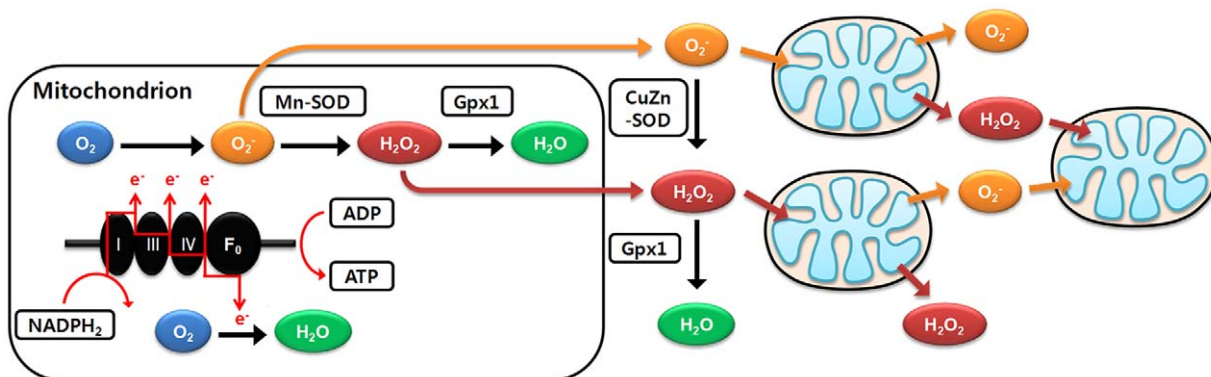 O₂⁻
O₂⁻
Mitochondrion
Mn-SOD
Gpx1
CuZn
-SOD
O₂
O₂⁻
H₂O₂
H₂O
H₂O₂
H₂O₂
O₂⁻
e⁻
e⁻
e⁻
I
III
IV
F₀
ADP
ATP
Gpx1
NADPH₂
O₂
e⁻
H₂O
H₂O
H₂O₂